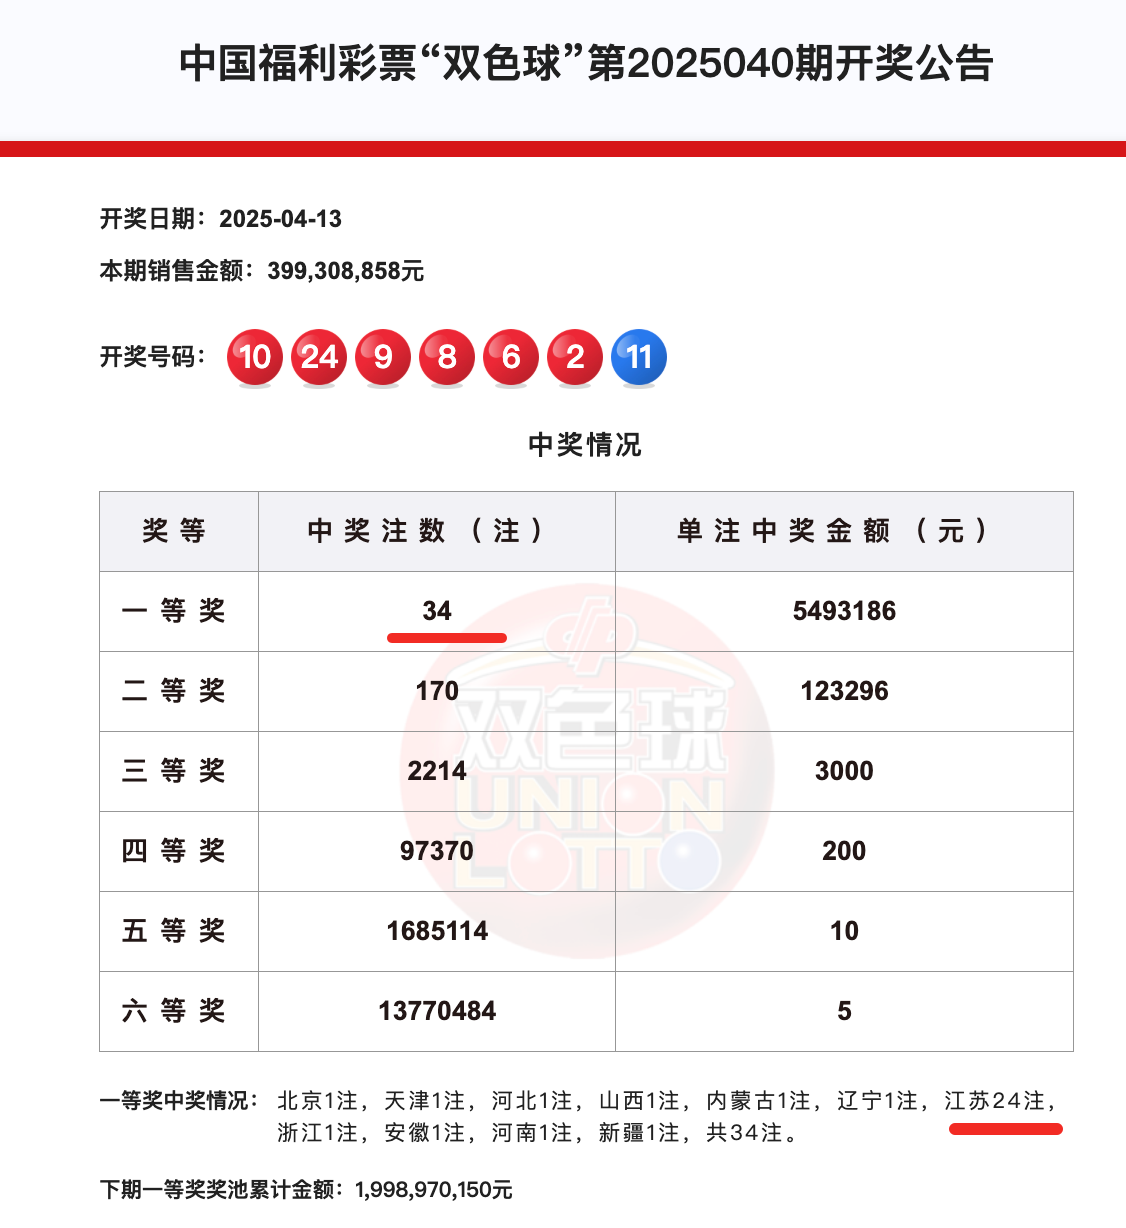 中国福利彩票“双色球”第2025040期开奖公告
开奖日期：2025-04-13
本期销售金额：399,308,858元
开奖号码： 10 24 9 8 6 2 11
中奖情况
奖等 中奖注数（注） 单注中奖金额（元）
一等奖 34 5493186
二等奖 170 123296
三等奖 2214 3000
四等奖 97370 200
五等奖 1685114 10
六等奖 13770484 5
双色球
UNION
LOTTO
一等奖中奖情况： 北京1注，天津1注，河北1注，山西1注，内蒙古1注，辽宁1注，江苏24注，
浙江1注，安徽1注，河南1注，新疆1注，共34注。
下期一等奖奖池累计金额：1,998,970,150元